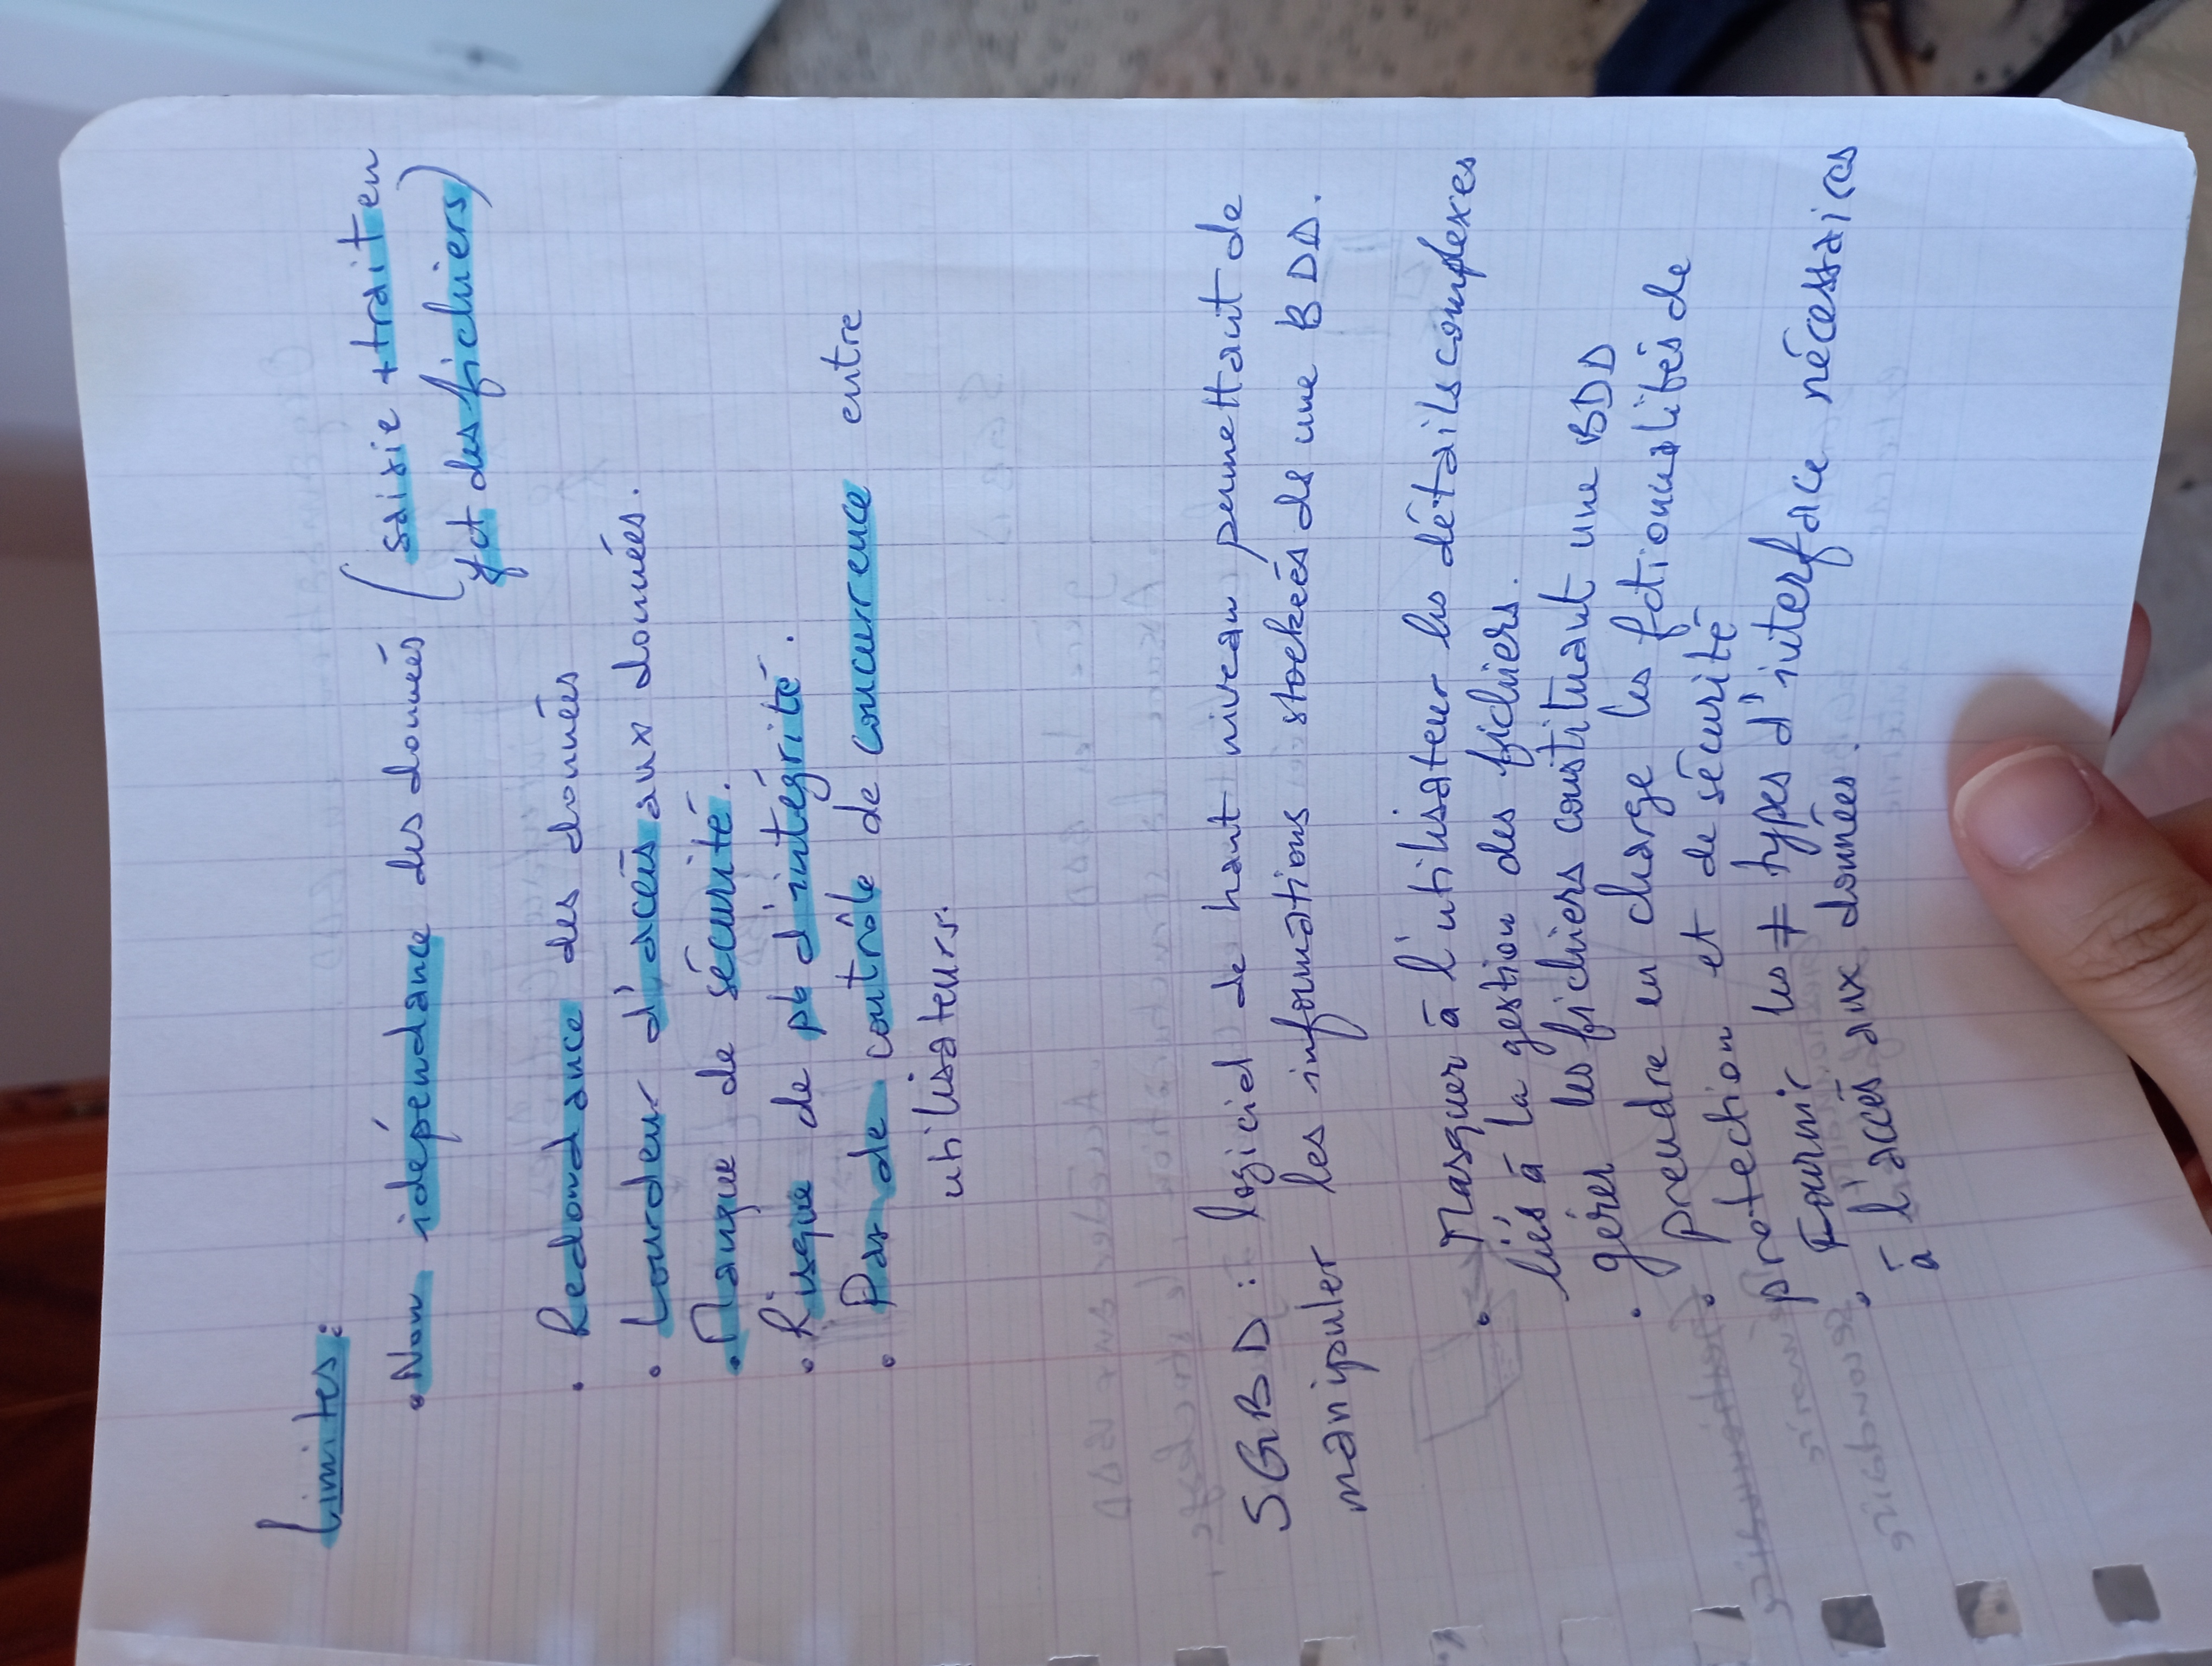 Limites:
• Non idépendance des données (saisie + trait en
fct des fichiers)
• Redondance des données
• Lourdeur d'accès aux données.
• Manque de sécurité.
• Risque de pb d'intégrité.
• Pas de contrôle de concurrence entre
utilisateurs.
SGBD: logiciel de haut niveau permettant de
manipuler les informations stockées ds une BDD.
• Masquer à l'utilisateur les détails complexes
liés à la gestion des fichiers.
• gérer les fichiers constituant une BDD
• prendre en charge les fctionnalités de
protection et de sécurité
• Fournir les ≠ types d'interface nécessaires
à l'accés aux données.